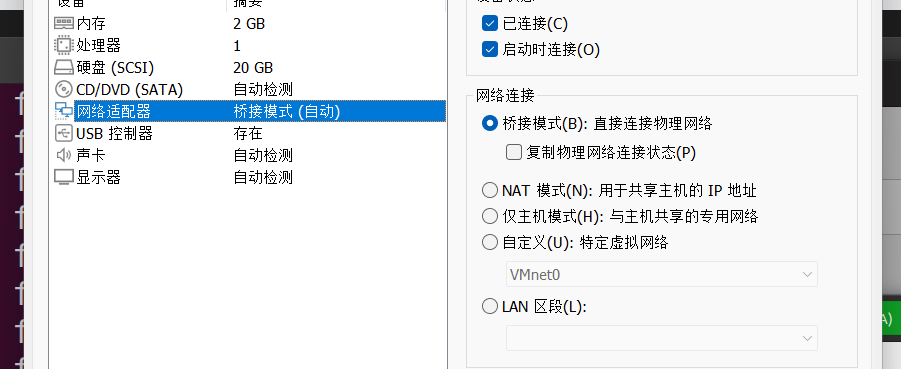 设备 摘要
内存 2 GB
处理器 1
硬盘 (SCSI) 20 GB
CD/DVD (SATA) 自动检测
网络适配器 桥接模式 (自动)
USB 控制器 存在
声卡 自动检测
显示器 自动检测
设备状态
已连接(C)
启动时连接(O)
网络连接
桥接模式(B): 直接连接物理网络
复制物理网络连接状态(P)
NAT 模式(N): 用于共享主机的 IP 地址
仅主机模式(H): 与主机共享的专用网络
自定义(U): 特定虚拟网络
VMnet0
LAN 区段(L):
A)